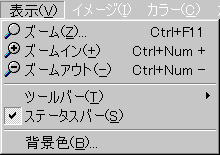 表示(V) イメージ(I) カラー(C)
ズーム(Z)... Ctrl+F11
ズームイン(+) Ctrl+Num +
ズームアウト(-) Ctrl+Num -
ツールバー(T)
ステータスバー(S)
背景色(B)...